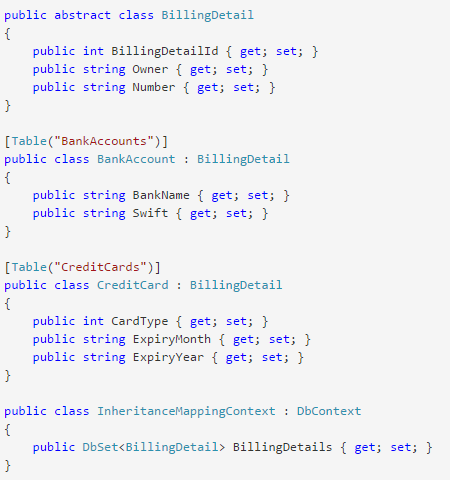 public abstract class BillingDetail
{
    public int BillingDetailId { get; set; }
    public string Owner { get; set; }
    public string Number { get; set; }
}
[Table("BankAccounts")]
public class BankAccount : BillingDetail
{
    public string BankName { get; set; }
    public string Swift { get; set; }
}
[Table("CreditCards")]
public class CreditCard : BillingDetail
{
    public int CardType { get; set; }
    public string ExpiryMonth { get; set; }
    public string ExpiryYear { get; set; }
}
public class InheritanceMappingContext : DbContext
{
    public DbSet<BillingDetail> BillingDetails { get; set; }
}